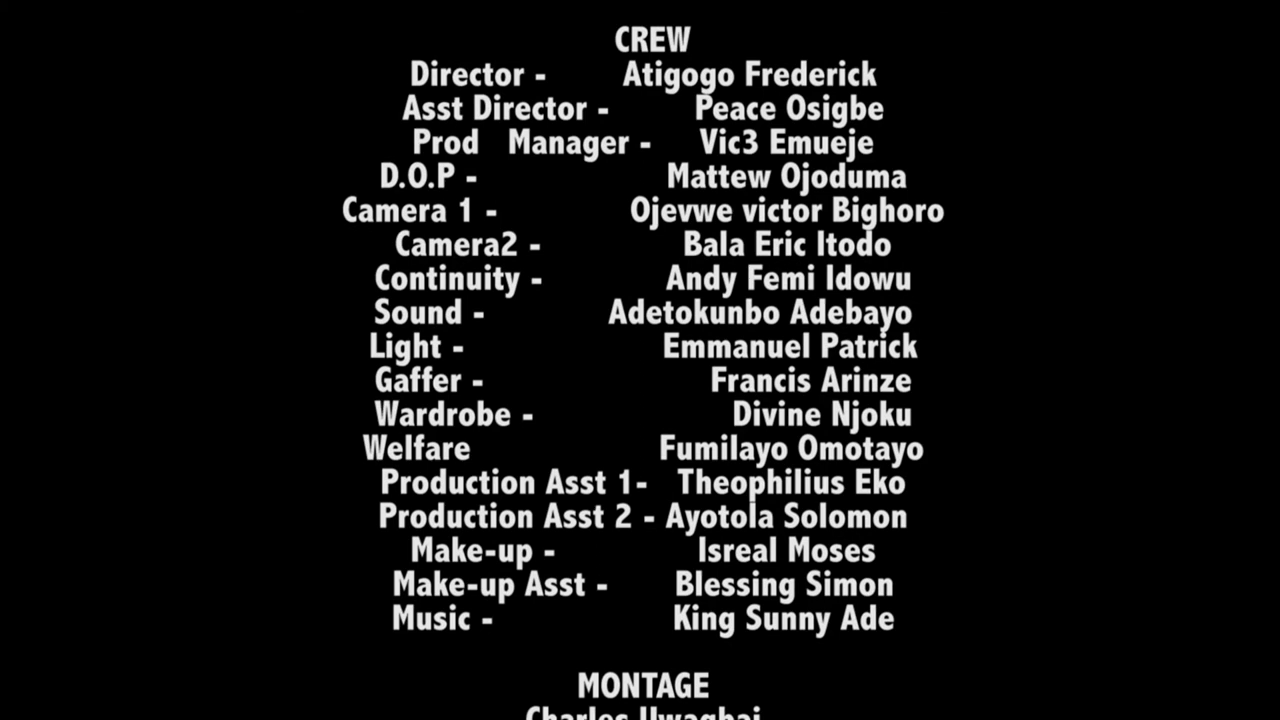 CREW
Director - Atigogo Frederick
Asst Director - Peace Osigbe
Prod Manager - Vic3 Emueje
D.O.P - Mattew Ojoduma
Camera 1 - Ojevwe victor Bighoro
Camera2 - Bala Eric Itodo
Continuity - Andy Femi Idowu
Sound - Adetokunbo Adebayo
Light - Emmanuel Patrick
Gaffer - Francis Arinze
Wardrobe - Divine Njoku
Welfare Fumilayo Omotayo
Production Asst 1- Theophilius Eko
Production Asst 2 - Ayotola Solomon
Make-up - Isreal Moses
Make-up Asst - Blessing Simon
Music - King Sunny Ade
MONTAGE
Charles